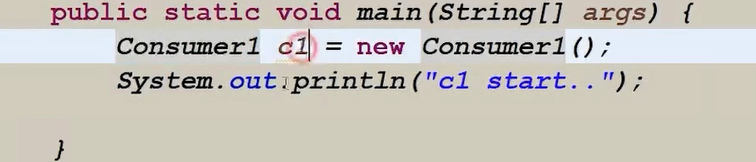 public static void main(String[] args) {
Consumer1 c1 = new Consumer1();
System.out.println("c1 start..");
}